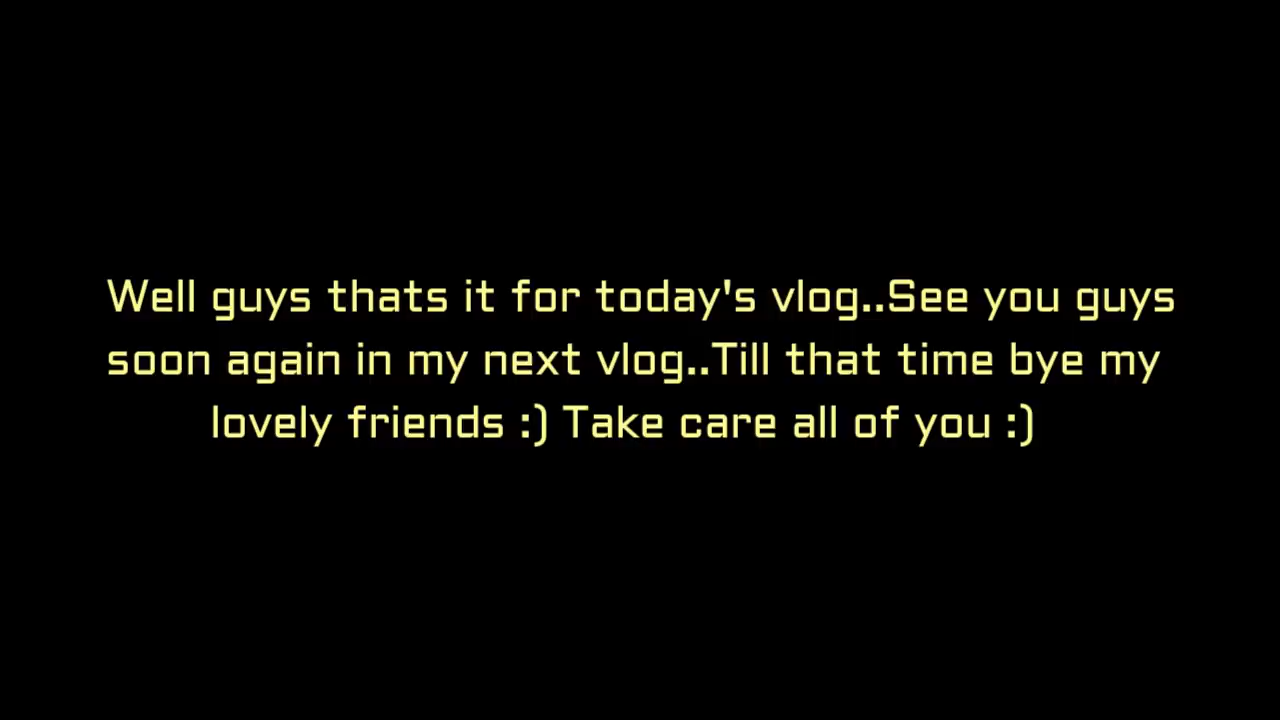 Well guys thats it for today's vlog..See you guys
soon again in my next vlog..Till that time bye my
lovely friends :) Take care all of you :)